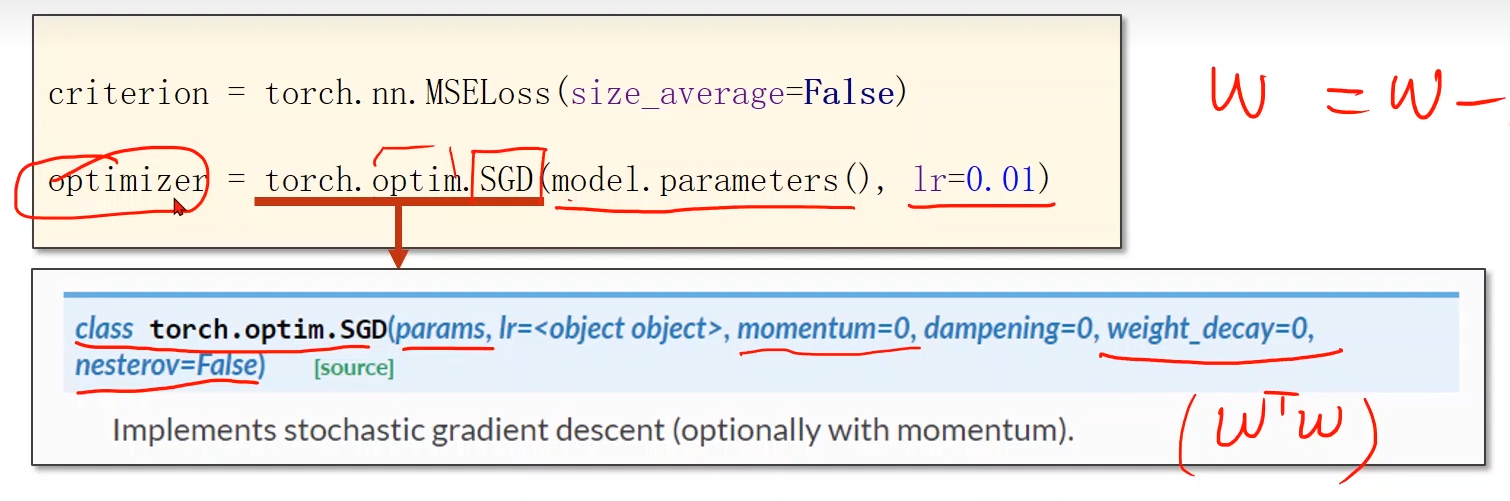 criterion = torch.nn.MSELoss(size_average=False)
W = W -
optimizer = torch.optim.SGD(model.parameters(), lr=0.01)
class torch.optim.SGD(params, lr=<object object>, momentum=0, dampening=0, weight_decay=0,
nesterov=False) [source]
Implements stochastic gradient descent (optionally with momentum).
(WᵀW)